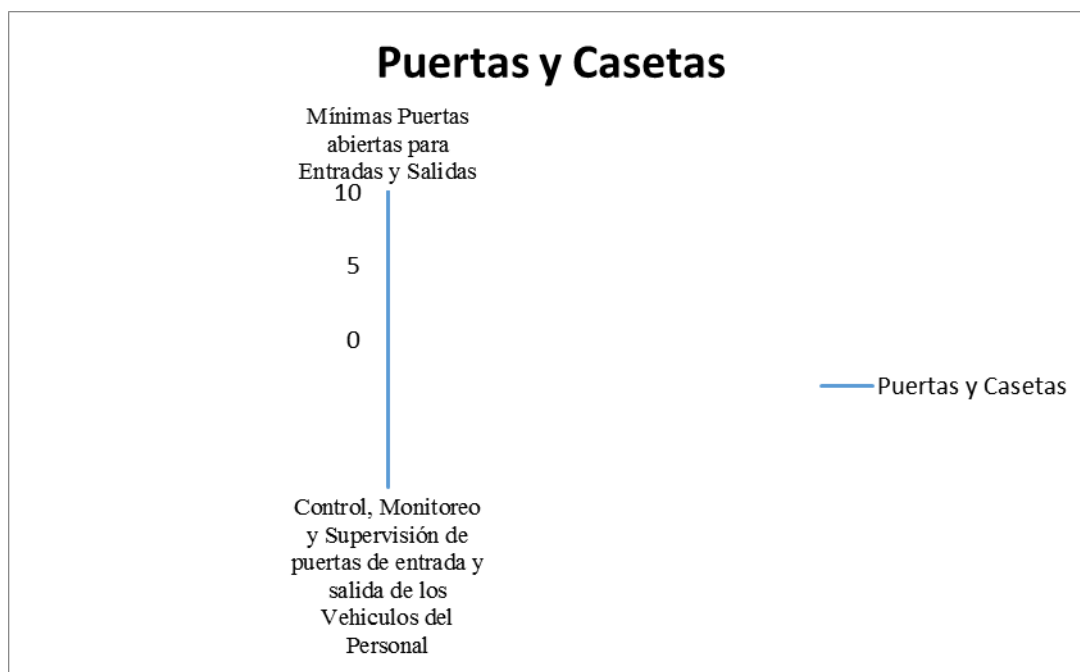 Puertas y Casetas
Mínimas Puertas
abiertas para
Entradas y Salidas
10
5
0
Puertas y Casetas
Control, Monitoreo
y Supervisión de
puertas de entrada y
salida de los
Vehiculos del
Personal